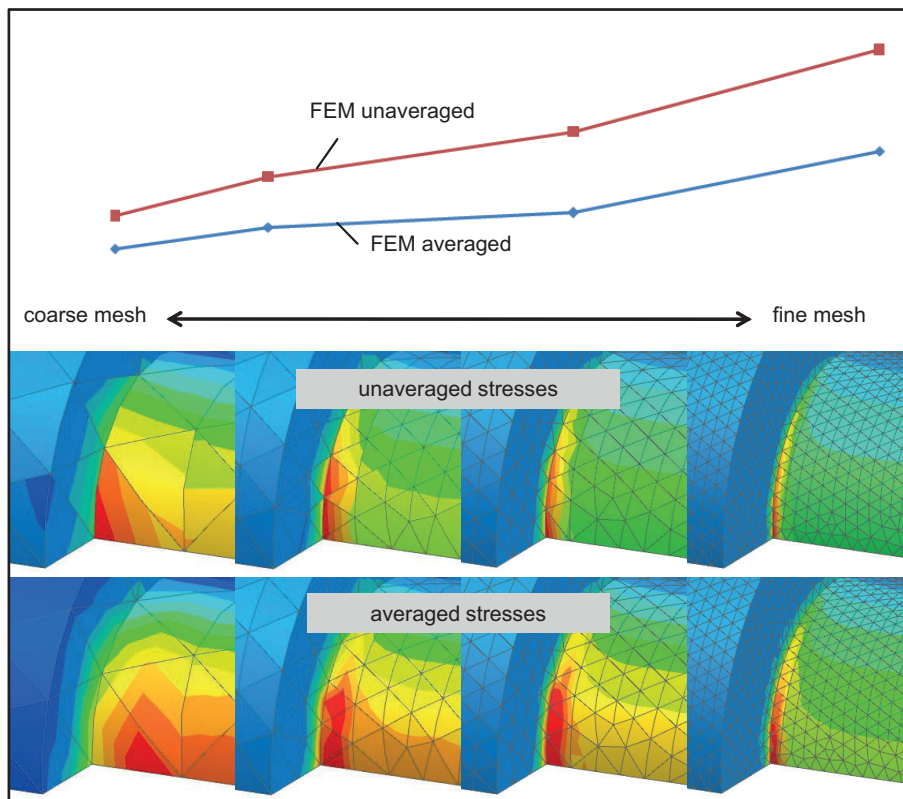 FEM unaveraged
FEM averaged
coarse mesh
fine mesh
unaveraged stresses
averaged stresses